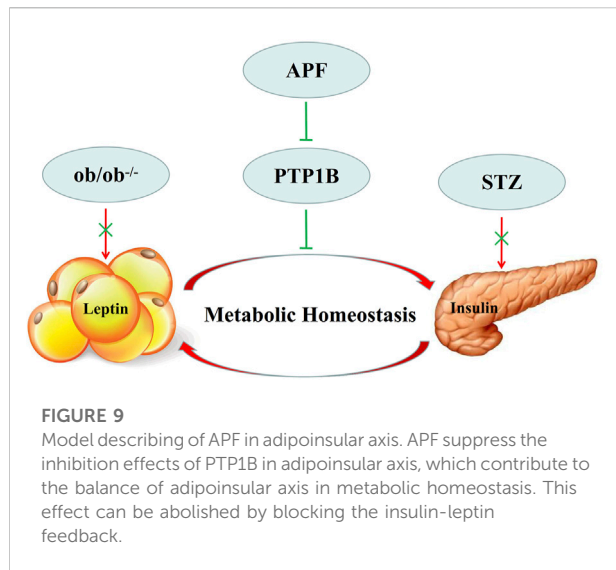 APF
ob/ob-/-
PTP1B
STZ
Leptin
Metabolic Homeostasis
Insulin
FIGURE 9
Model describing of APF in adipoinsular axis. APF suppress the
inhibition effects of PTP1B in adipoinsular axis, which contribute to
the balance of adipoinsular axis in metabolic homeostasis. This
effect can be abolished by blocking the insulin-leptin
feedback.